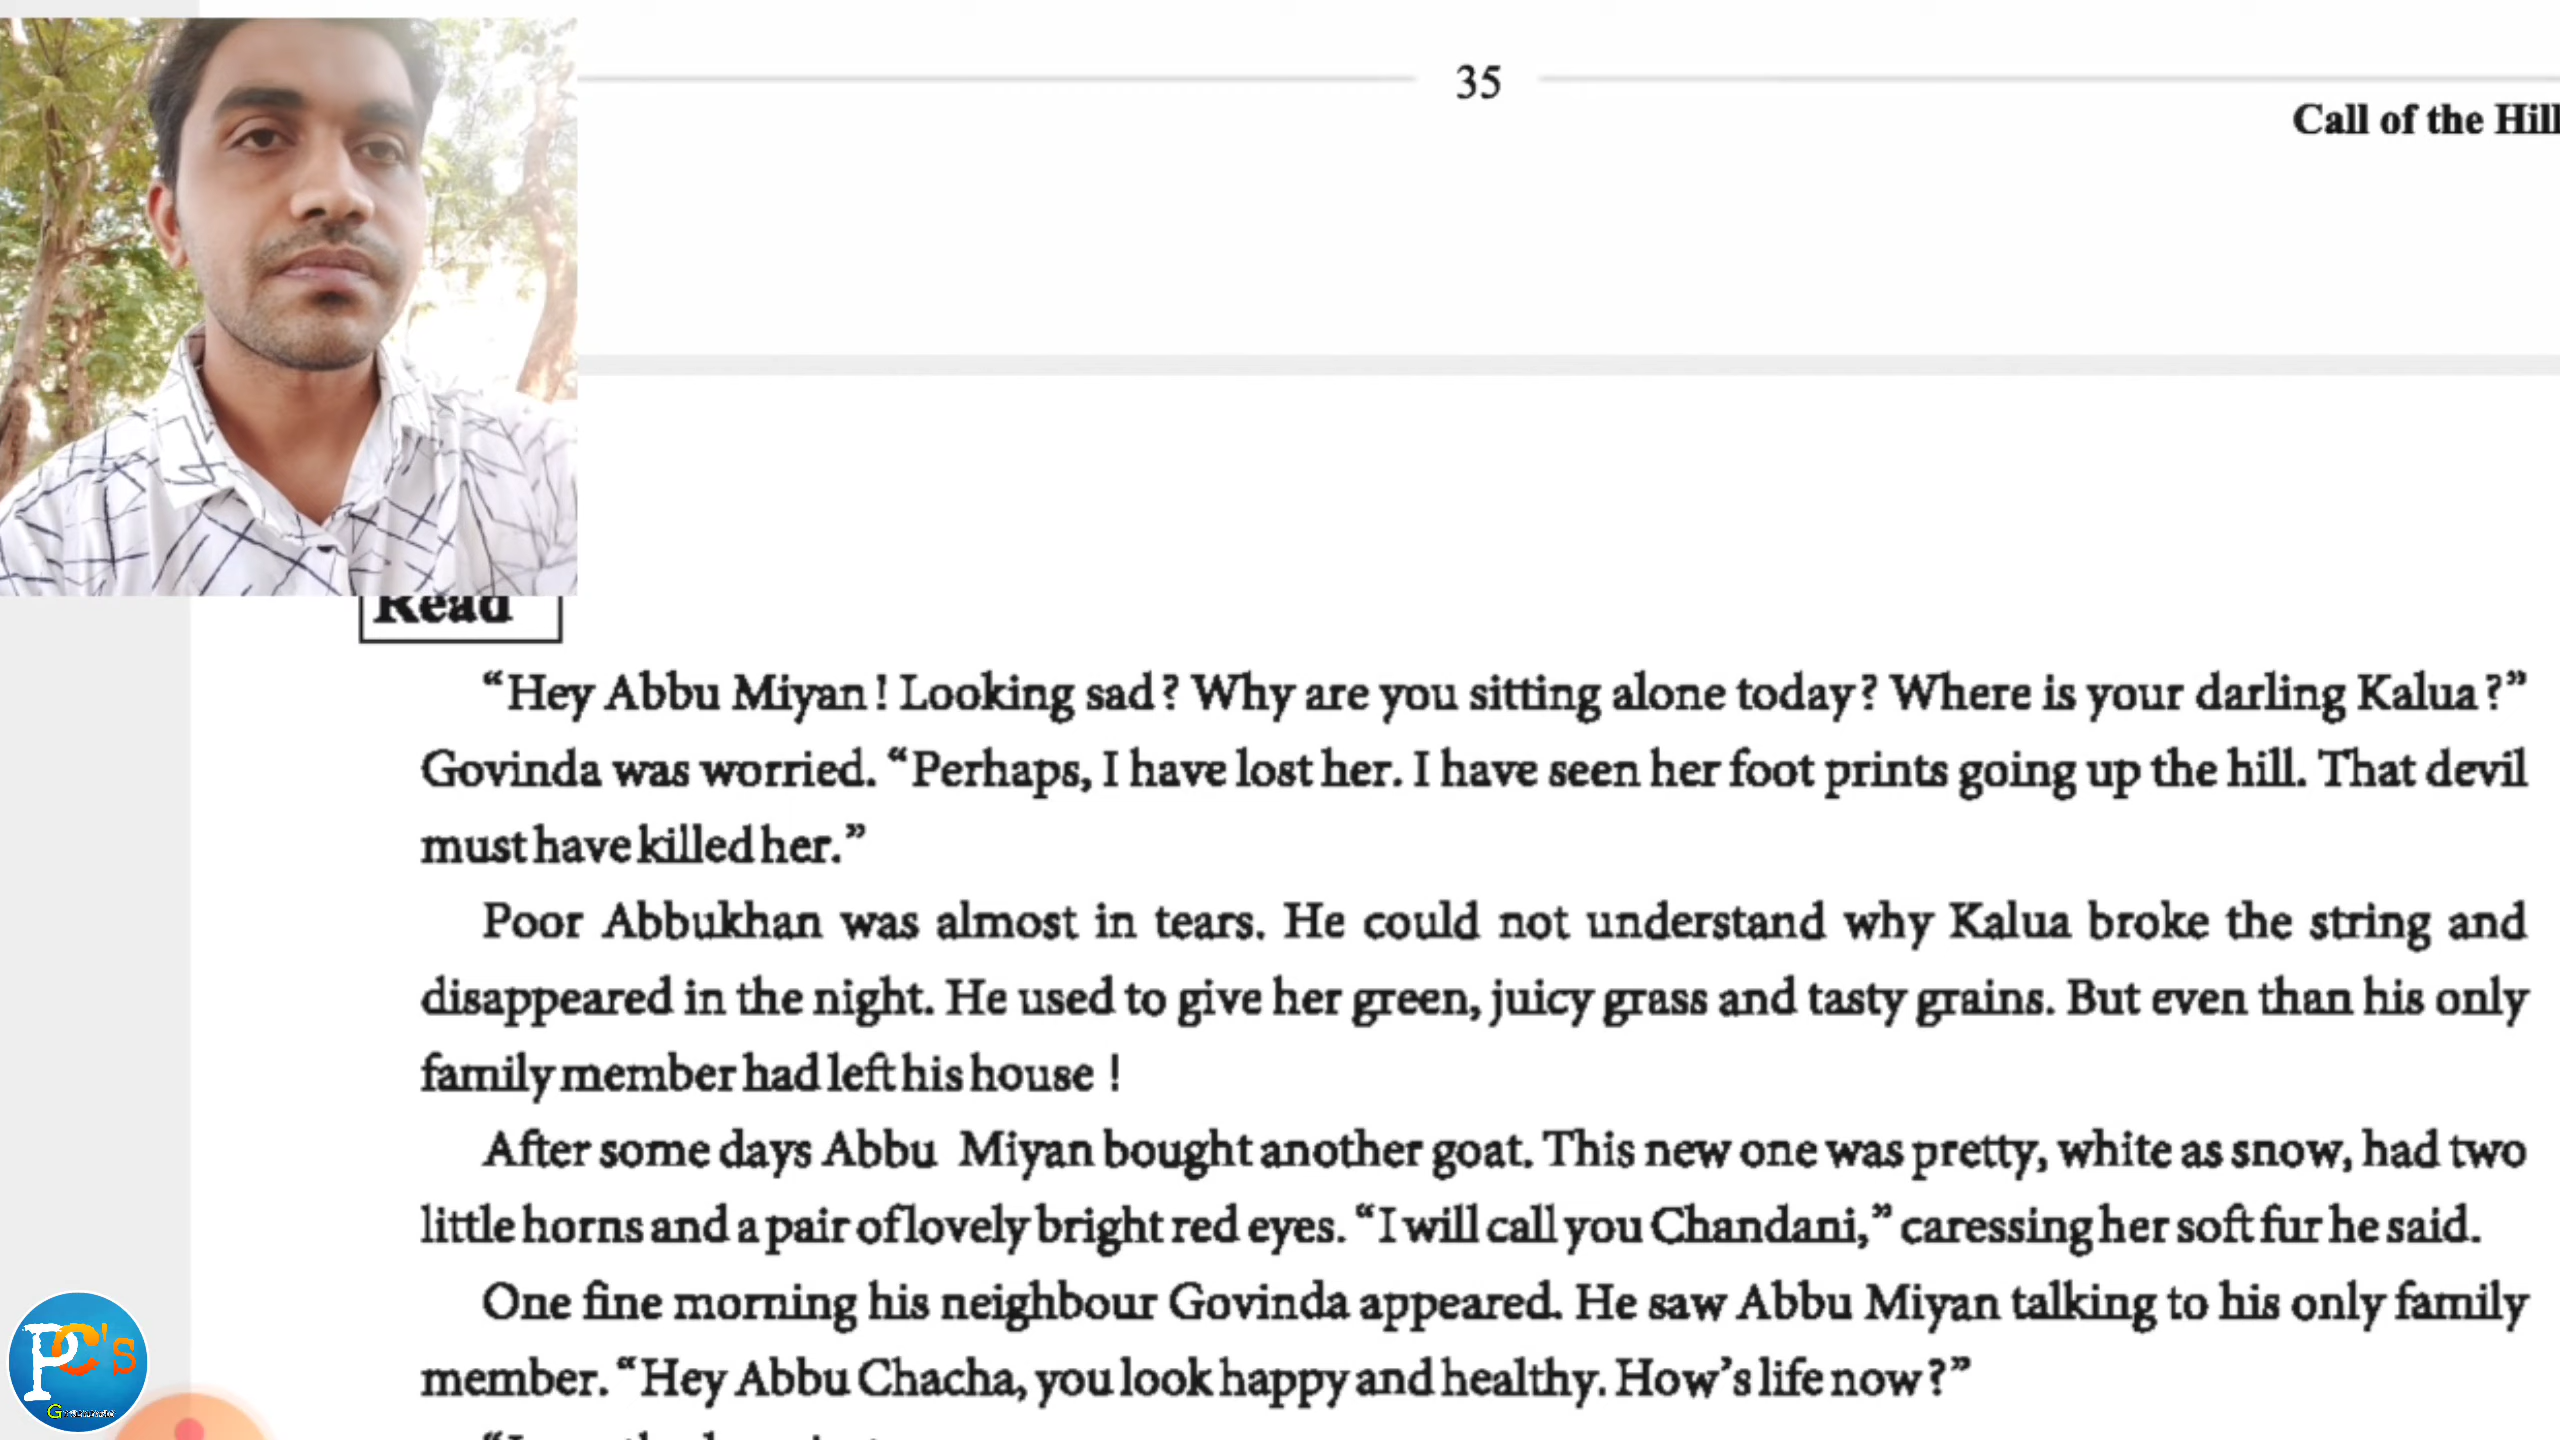 35
Call of the Hill
Read
“Hey Abbu Miyan! Looking sad? Why are you sitting alone today? Where is your darling Kalua?”
Govinda was worried. “Perhaps, I have lost her. I have seen her foot prints going up the hill. That devil
must have killed her.”
Poor Abbukhan was almost in tears. He could not understand why Kalua broke the string and
disappeared in the night. He used to give her green, juicy grass and tasty grains. But even than his only
family member had left his house !
After some days Abbu Miyan bought another goat. This new one was pretty, white as snow, had two
little horns and a pair of lovely bright red eyes. “I will call you Chandani,” caressing her soft fur he said.
One fine morning his neighbour Govinda appeared. He saw Abbu Miyan talking to his only family
member. “Hey Abbu Chacha, you look happy and healthy. How’s life now?”
PC's